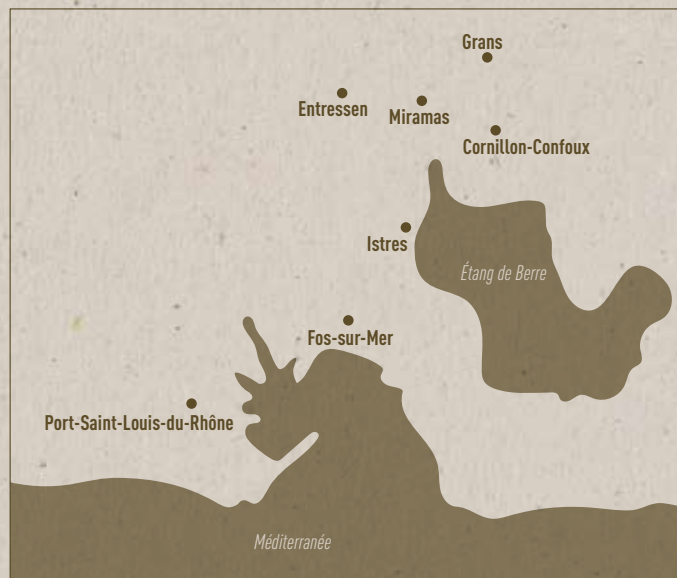 Grans
Entressen
Miramas
Cornillon-Confoux
Istres
Étang de Berre
Fos-sur-Mer
Port-Saint-Louis-du-Rhône
Méditerranée